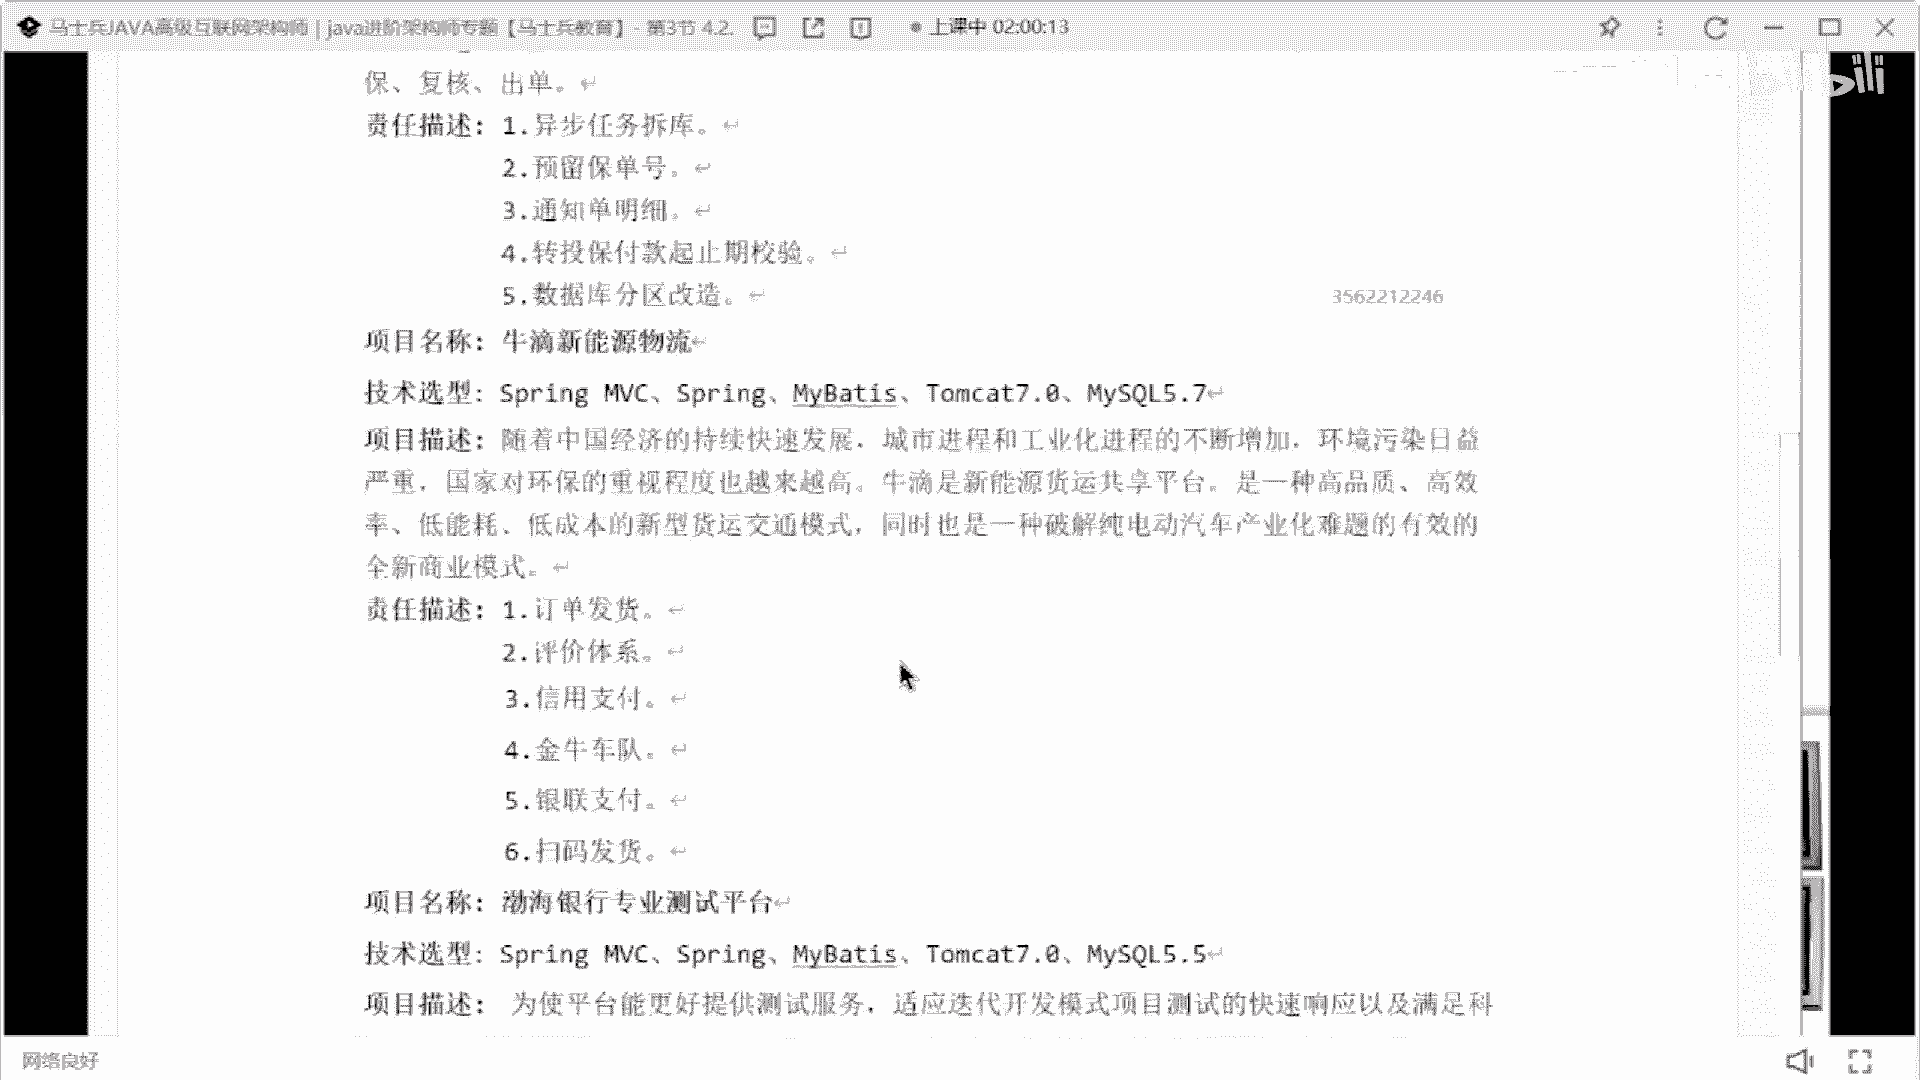 马士兵JAVA高级互联网架构师 | java进阶架构师专题【马士兵教育】 - 第3节 4.2. 上课中 02:00:13
保、复核、出单。
责任描述: 1.异步任务拆库。
2.预留保单号。
3.通知单明细。
4.转投保付款起止期校验。
5.数据库分区改造。
3562212246
项目名称: 牛滴新能源物流
技术选型: Spring MVC、Spring、MyBatis、Tomcat7.0、MySQL5.7
项目描述: 随着中国经济的持续快速发展，城市进程和工业化进程的不断增加，环境污染日益
严重，国家对环保的重视程度也越来越高。牛滴是新能源货运共享平台。是一种高品质、高效
率、低能耗、低成本的新型货运交通模式，同时也是一种破解纯电动汽车产业化难题的有效的
全新商业模式。
责任描述: 1.订单发货。
2.评价体系。
3.信用支付。
4.金牛车队。
5.银联支付。
6.扫码发货。
项目名称: 渤海银行专业测试平台
技术选型: Spring MVC、Spring、MyBatis、Tomcat7.0、MySQL5.5
项目描述: 为使平台能更好提供测试服务，适应迭代开发模式项目测试的快速响应以及满足科
网络良好